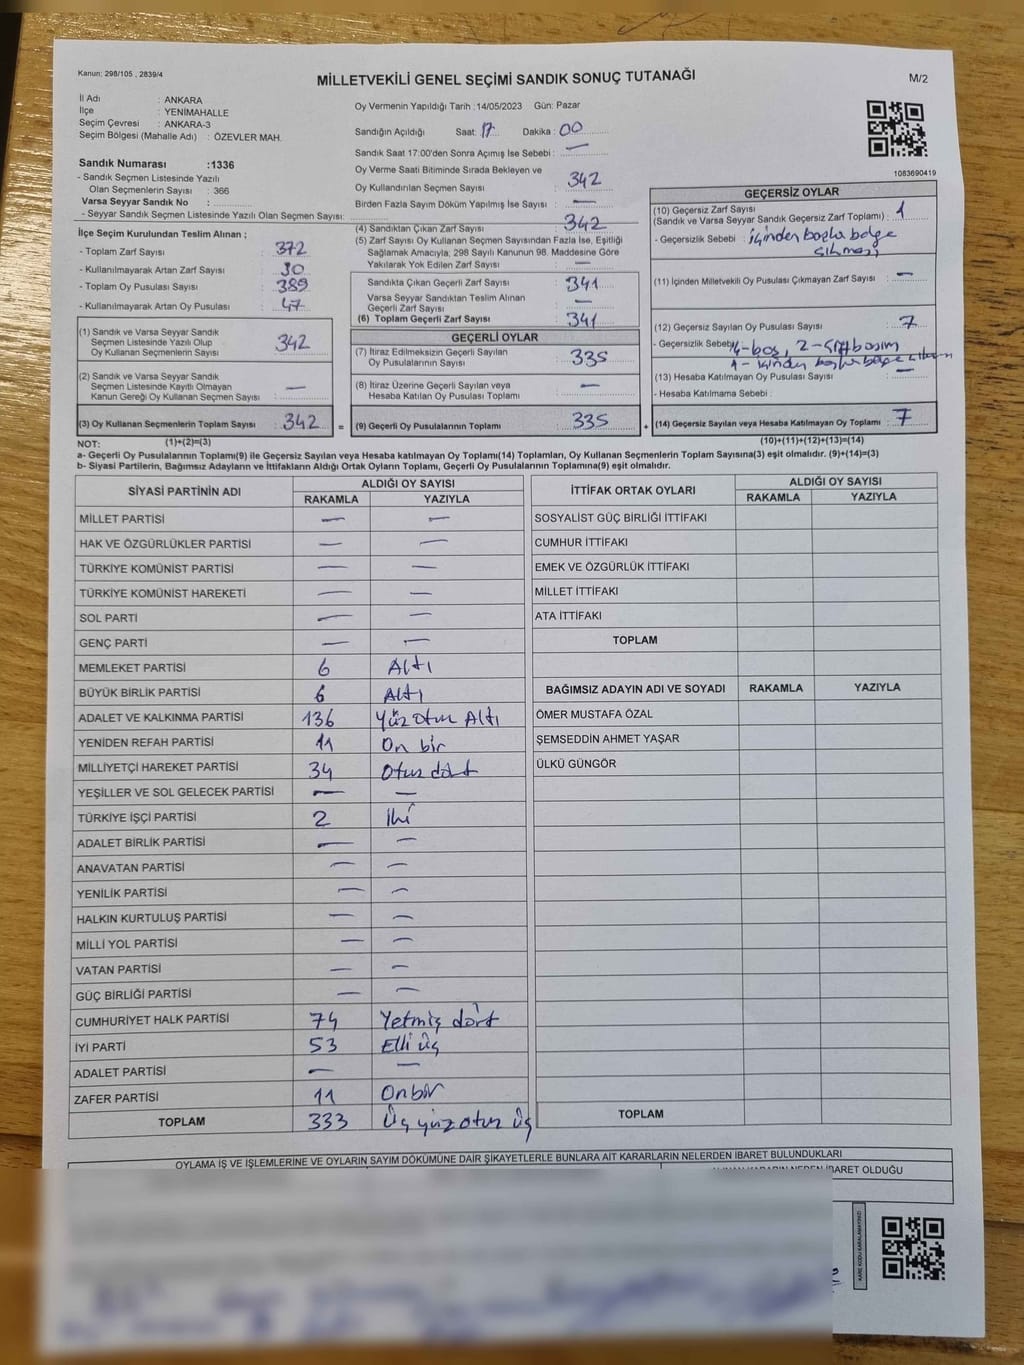 Kanun: 298/105 , 2839/4
MİLLETVEKİLİ GENEL SEÇİMİ SANDIK SONUÇ TUTANAĞI
M/2
İl Adı : ANKARA
İlçe : YENİMAHALLE
Seçim Çevresi : ANKARA-3
Seçim Bölgesi (Mahalle Adı) : ÖZEVLER MAH.
Sandık Numarası :1336
- Sandık Seçmen Listesinde Yazılı
Olan Seçmenlerin Sayısı : 366
Varsa Seyyar Sandık No :
- Seyyar Seçmen Listesinde Yazılı Olan Seçmen Sayısı:
İlçe Seçim Kurulundan Teslim Alınan ;
- Toplam Zarf Sayısı : 372
- Kullanılmayarak Artan Zarf Sayısı : 30
- Toplam Oy Pusulası Sayısı : 389
- Kullanılmayarak Artan Oy Pusulası : 47
(1) Sandık ve Varsa Seyyar Sandık
Seçmen Listesinde Yazılı Olup
Oy Kullanan Seçmenlerin Sayısı : 342
(2) Sandık ve Varsa Seyyar Sandık
Seçmen Listesinde Kayıtlı Olmayan
Kanun Gereği Oy Kullanan Seçmen Sayısı : —
(3) Oy Kullanan Seçmenlerin Toplam Sayısı : 342 =
Oy Vermenin Yapıldığı Tarih :14/05/2023 Gün: Pazar
Sandığın Açıldığı Saat: 17 Dakika : 00
Sandık Saat 17:00'den Sonra Açımış İse Sebebi : —
Oy Verme Saati Bitiminde Sırada Bekleyen ve
Oy Kullandırılan Seçmen Sayısı : 342
Birden Fazla Sayım Döküm Yapılmış İse Sayısı : —
(4) Sandıktan Çıkan Zarf Sayısı : 342
(5) Zarf Sayısı Oy Kullanan Seçmen Sayısından Fazla İse, Eşitliği
Sağlamak Amacıyla, 298 Sayılı Kanunun 98. Maddesine Göre
Yakılarak Yok Edilen Zarf Sayısı : —
Sandıkta Çıkan Geçerli Zarf Sayısı : 341
Varsa Seyyar Sandıktan Teslim Alınan
Geçerli Zarf Sayısı : —
(6) Toplam Geçerli Zarf Sayısı : 341
GEÇERLİ OYLAR
(7) İtiraz Edilmeksizin Geçerli Sayılan
Oy Pusulalarının Sayısı : 335
(8) İtiraz Üzerine Geçerli Sayılan veya
Hesaba Katılan Oy Pusulası Toplamı : —
(9) Geçerli Oy Pusulalarının Toplamı : 335 +
1083690419
GEÇERSİZ OYLAR
(10) Geçersiz Zarf Sayısı
(Sandık ve Varsa Seyyar Sandık Geçersiz Zarf Toplamı) : 1
- Geçersizlik Sebebi : içinden başka belge
çıkması
(11) İçinden Milletvekili Oy Pusulası Çıkmayan Zarf Sayısı : —
(12) Geçersiz Sayılan Oy Pusulası Sayısı : 7
- Geçersizlik Sebebi : 4-boş, 2-çift basım
1- içinden başka belge
(13) Hesaba Katılmayan Oy Pusulası Sayısı : —
- Hesaba Katılmama Sebebi :
(14) Geçersiz Sayılan veya Hesaba Katılmayan Oy Toplamı : 7
NOT: (1)+(2)=(3) (10)+(11)+(12)+(13)=(14)
a- Geçerli Oy Pusulalarının Toplamı(9) ile Geçersiz Sayılan veya Hesaba katılmayan Oy Toplamı(14) Toplamları, Oy Kullanan Seçmenlerin Toplam Sayısına(3) eşit olmalıdır. (9)+(14)=(3)
b- Siyasi Partilerin, Bağımsız Adayların ve İttifakların Aldığı Ortak Oyların Toplamı, Geçerli Oy Pusulalarının Toplamına(9) eşit olmalıdır.
SİYASİ PARTİNİN ADI ALDIĞI OY SAYISI
RAKAMLA YAZIYLA
MİLLET PARTİSİ — —
HAK VE ÖZGÜRLÜKLER PARTİSİ — —
TÜRKİYE KOMÜNİST PARTİSİ — —
TÜRKİYE KOMÜNİST HAREKETİ — —
SOL PARTİ — —
GENÇ PARTİ — —
MEMLEKET PARTİSİ 6 Altı
BÜYÜK BİRLİK PARTİSİ 6 Altı
ADALET VE KALKINMA PARTİSİ 136 Yüz otuz Altı
YENİDEN REFAH PARTİSİ 11 On bir
MİLLİYETÇİ HAREKET PARTİSİ 34 Otuz dört
YEŞİLLER VE SOL GELECEK PARTİSİ — —
TÜRKİYE İŞÇİ PARTİSİ 2 İki
ADALET BİRLİK PARTİSİ — —
ANAVATAN PARTİSİ — —
YENİLİK PARTİSİ — —
HALKIN KURTULUŞ PARTİSİ — —
MİLLİ YOL PARTİSİ — —
VATAN PARTİSİ — —
GÜÇ BİRLİĞİ PARTİSİ — —
CUMHURİYET HALK PARTİSİ 74 Yetmiş dört
İYİ PARTİ 53 Elli üç
ADALET PARTİSİ — —
ZAFER PARTİSİ 11 Onbir
TOPLAM 333 Üç yüz otuz üç
İTTİFAK ORTAK OYLARI ALDIĞI OY SAYISI
RAKAMLA YAZIYLA
SOSYALİST GÜÇ BİRLİĞİ İTTİFAKI
CUMHUR İTTİFAKI
EMEK VE ÖZGÜRLÜK İTTİFAKI
MİLLET İTTİFAKI
ATA İTTİFAKI
TOPLAM
BAĞIMSIZ ADAYIN ADI VE SOYADI RAKAMLA YAZIYLA
ÖMER MUSTAFA ÖZAL
ŞEMSEDDİN AHMET YAŞAR
ÜLKÜ GÜNGÖR
TOPLAM
OYLAMA İŞ VE İŞLEMLERİNE VE OYLARIN SAYIM DÖKÜMÜNE DAİR ŞİKAYETLERLE BUNLARA AİT KARARLARIN NELERDEN İBARET BULUNDUKLARI
İBARET OLDUĞU
KARE KODU KARALAMAYINIZ!